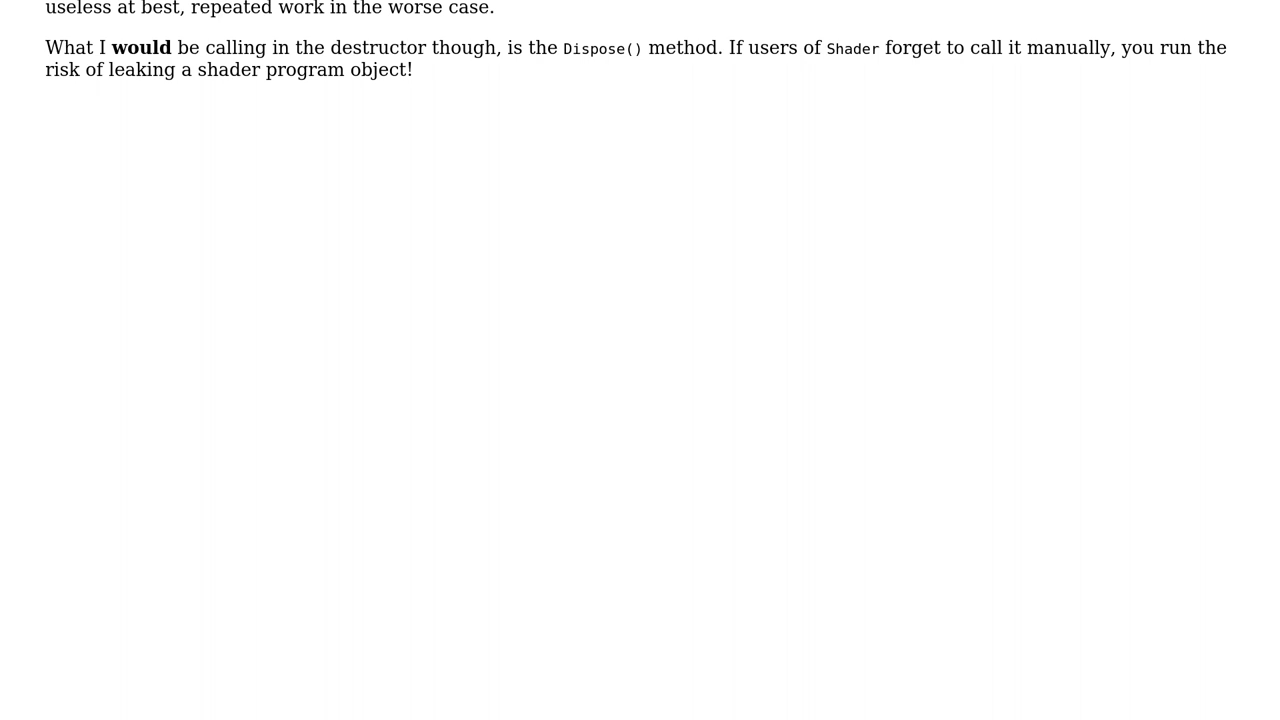 useless at best, repeated work in the worse case.
What I would be calling in the destructor though, is the Dispose() method. If users of Shader forget to call it manually, you run the
risk of leaking a shader program object!